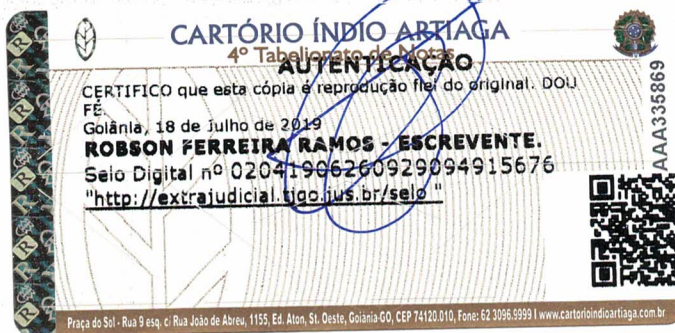 CARTÓRIO ÍNDIO ARTIAGA
4º Tabelionato de Notas
AUTENTICAÇÃO
CERTIFICO que esta cópia é reprodução fiel do original. DOU
FÉ
Goiânia, 18 de julho de 2019
ROBSON FERREIRA RAMOS - ESCREVENTE.
Selo Digital nº 02041906260929094915676
"http://extrajudicial.tjgo.jus.br/selo "
AAA335869
Praça do Sol - Rua 9 esq. c/ Rua João de Abreu, 1155, Ed. Aton, St. Oeste, Goiania-GO, CEP 74120.010, Fone: 62 3096.9999 I www.cartorioindioartiaga.com.br